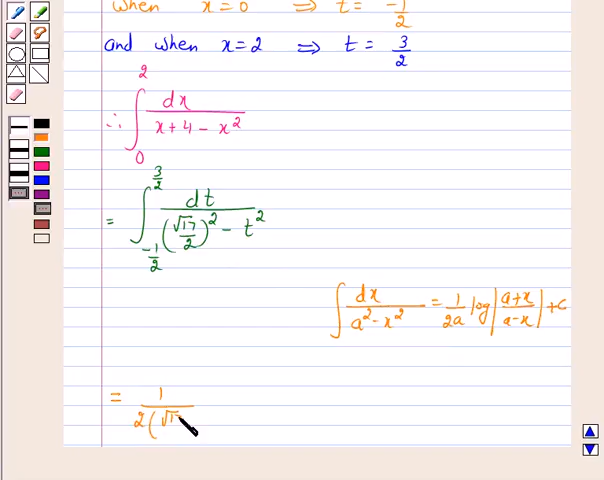 when x = 0 ⟹ t = -1/2
and when x = 2 ⟹ t = 3/2
∴ ∫₀² dx / (x + 4 - x²)
= ∫_{-1/2}^{3/2} dt / ((√17/2)² - t²)
∫ dx / (a² - x²) = 1/2a log |(a+x)/(a-x)| + c
= 1 / 2(√17